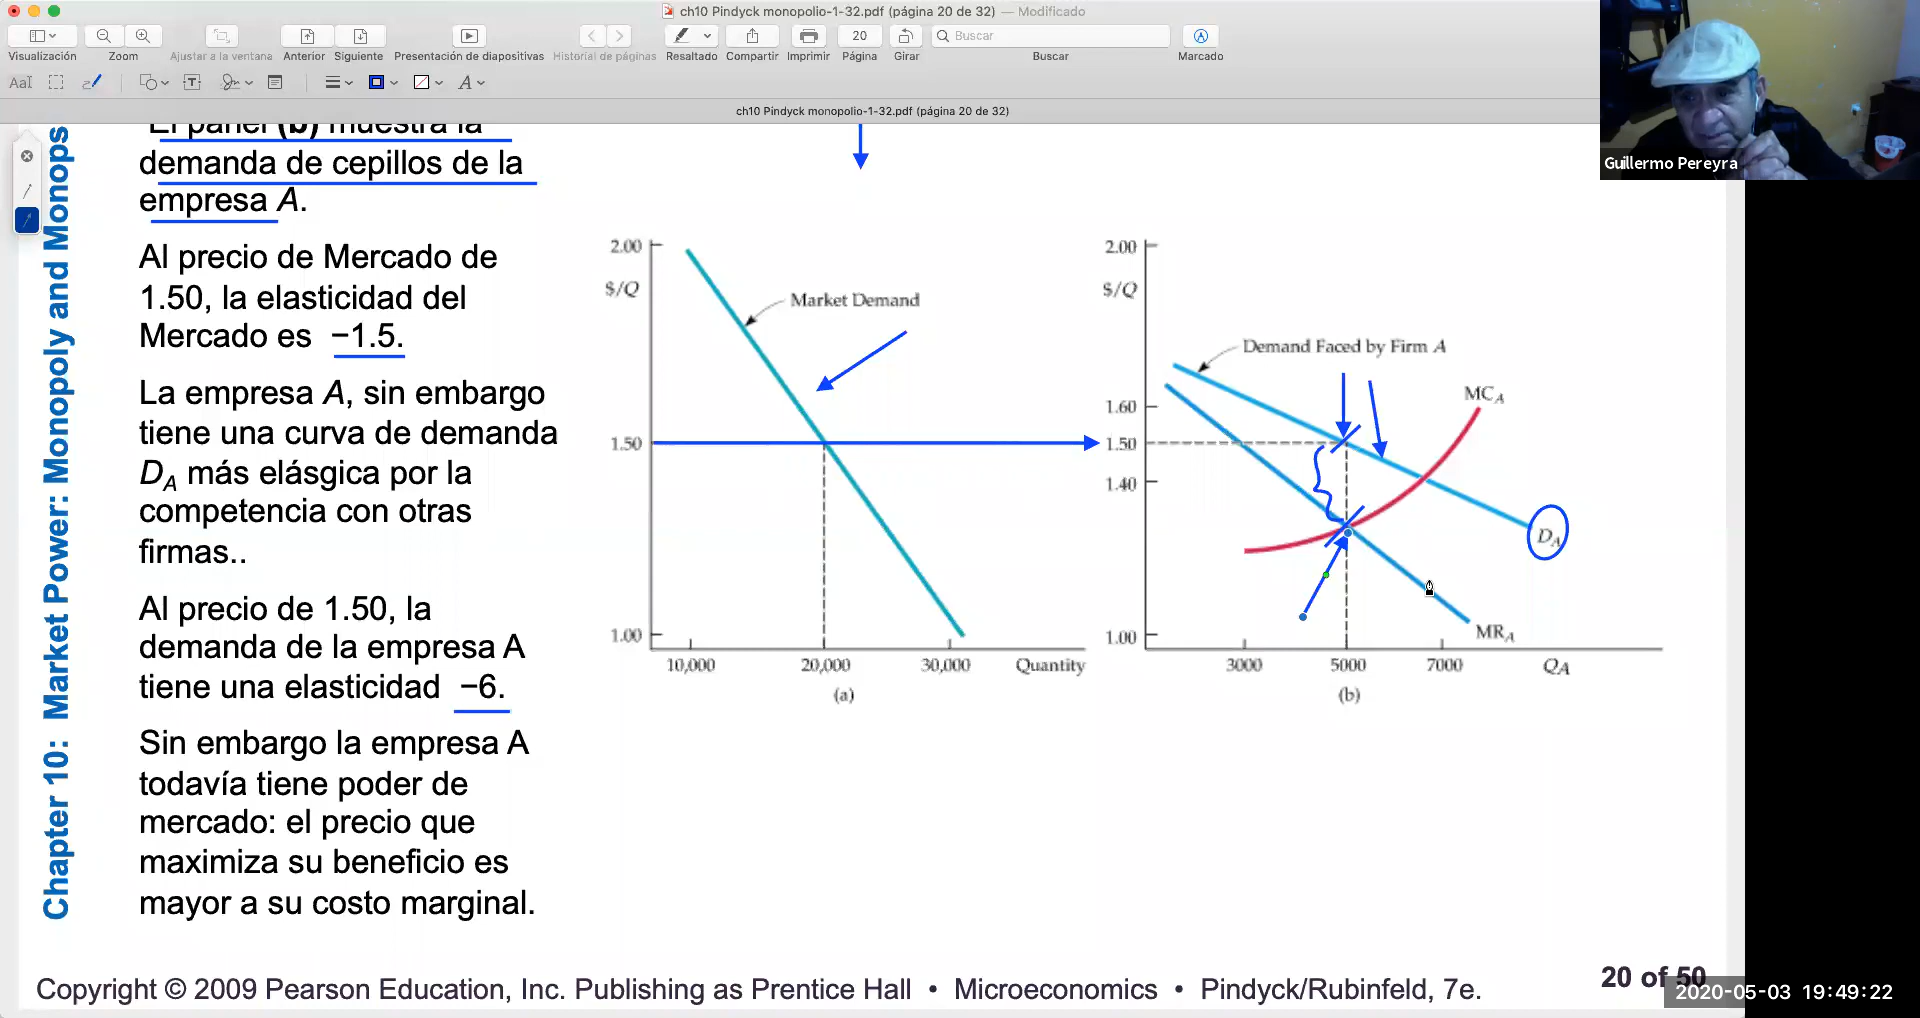 ch10 Pindyck monopolio-1-32.pdf (página 20 de 32) — Modificado
Visualización
Zoom
Ajustar a la ventana
Anterior
Siguiente
Presentación de diapositivas
Historial de páginas
Resaltado
Compartir
Imprimir
20
Página
Girar
Buscar
Buscar
Marcado
ch10 Pindyck monopolio-1-32.pdf (página 20 de 32)
Guillermo Pereyra
Chapter 10: Market Power: Monopoly and Monops
El panel (b) muestra la
demanda de cepillos de la
empresa A.
Al precio de Mercado de
1.50, la elasticidad del
Mercado es −1.5.
La empresa A, sin embargo
tiene una curva de demanda
DA más elásgica por la
competencia con otras
firmas..
Al precio de 1.50, la
demanda de la empresa A
tiene una elasticidad −6.
Sin embargo la empresa A
todavía tiene poder de
mercado: el precio que
maximiza su beneficio es
mayor a su costo marginal.
2.00
$/Q
Market Demand
1.50
1.00
10,000
20,000
30,000
Quantity
(a)
2.00
$/Q
Demand Faced by Firm A
MCA
1.60
1.50
1.40
DA
1.00
MRA
3000
5000
7000
QA
(b)
Copyright © 2009 Pearson Education, Inc. Publishing as Prentice Hall • Microeconomics • Pindyck/Rubinfeld, 7e.
20 of 50
2020-05-03 19:49:22